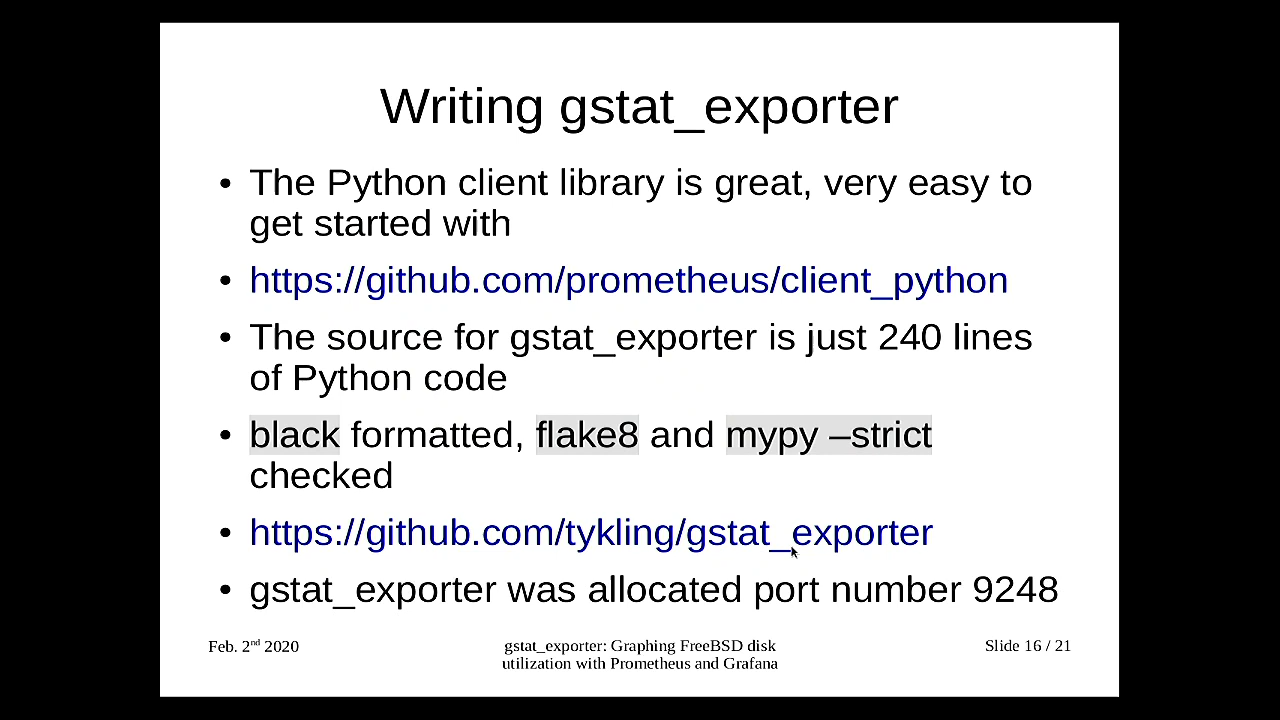 Writing gstat_exporter
• The Python client library is great, very easy to
get started with
• https://github.com/prometheus/client_python
• The source for gstat_exporter is just 240 lines
of Python code
• black formatted, flake8 and mypy –strict
checked
• https://github.com/tykling/gstat_exporter
• gstat_exporter was allocated port number 9248
Feb. 2nd 2020
gstat_exporter: Graphing FreeBSD disk
utilization with Prometheus and Grafana
Slide 16 / 21